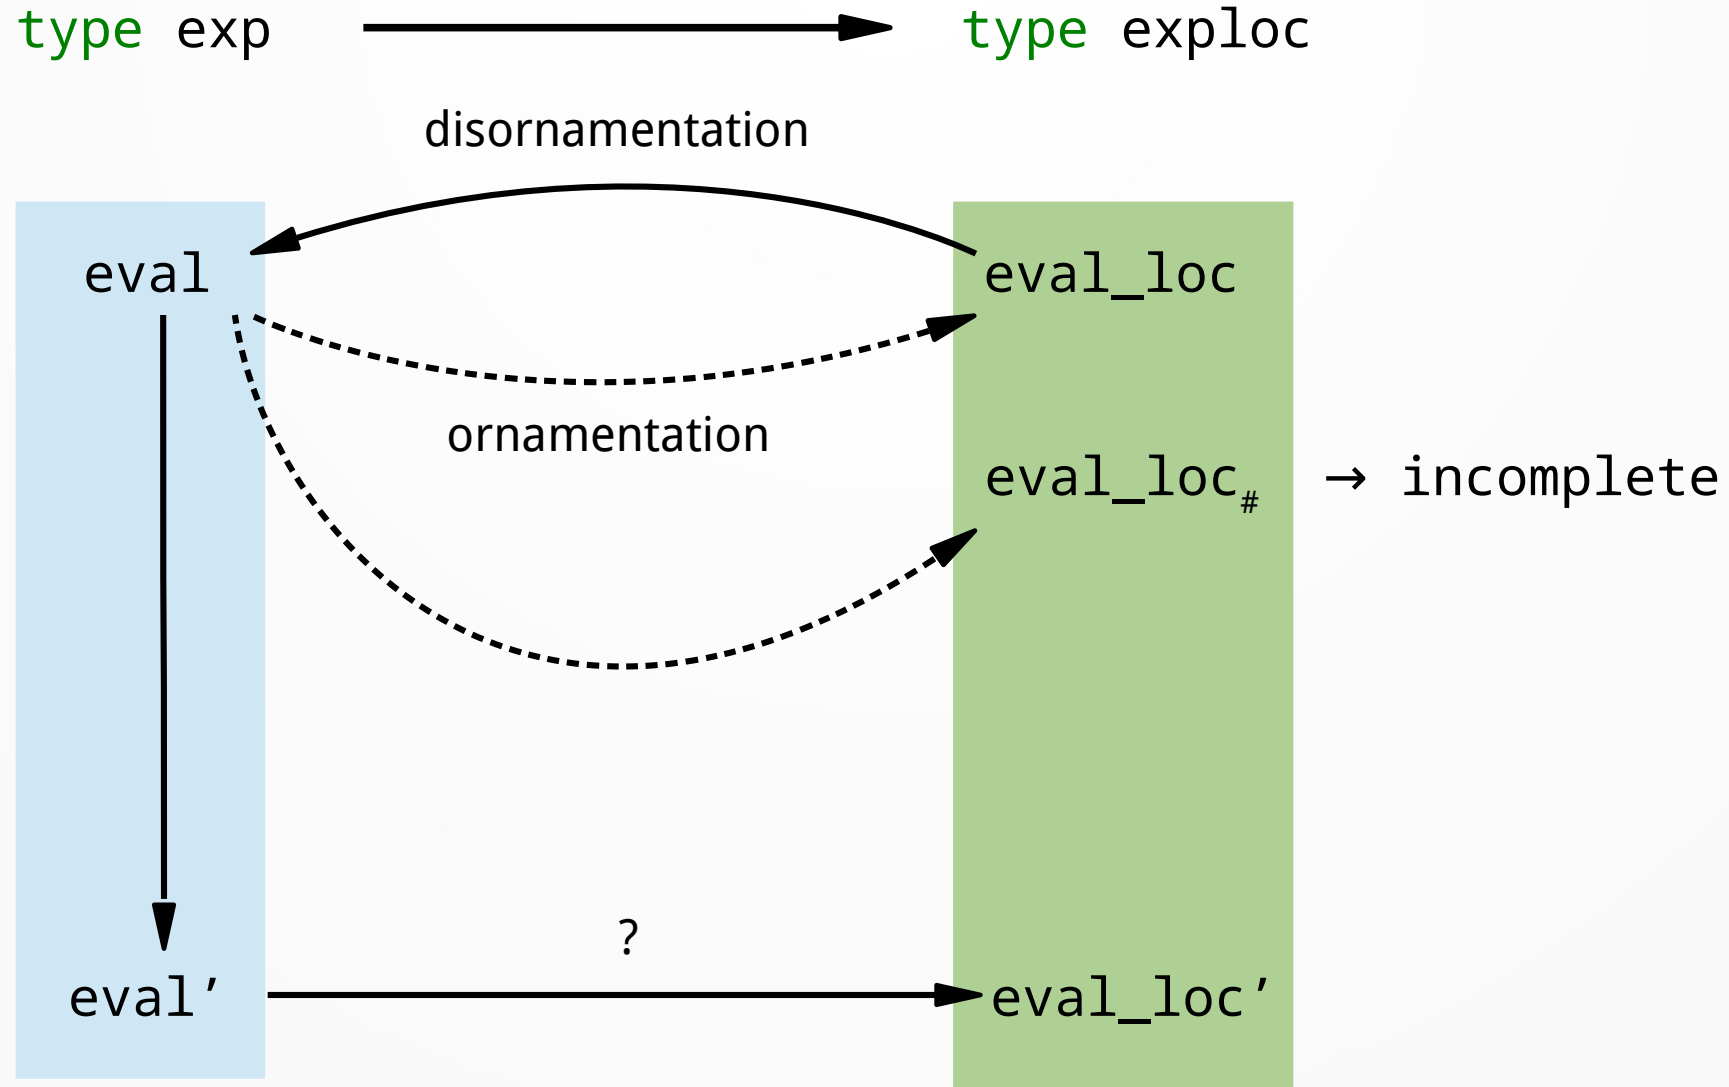 type exp
type exploc
disornamentation
eval
eval_loc
ornamentation
eval_loc# → incomplete
?
eval’
eval_loc’